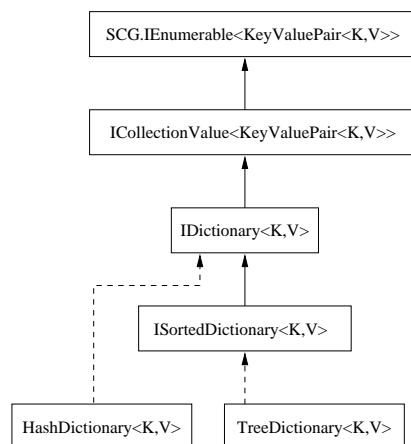 SCG.IEnumerable<KeyValuePair<K,V>>
ICollectionValue<KeyValuePair<K,V>>
IDictionary<K,V>
ISortedDictionary<K,V>
HashDictionary<K,V>
TreeDictionary<K,V>